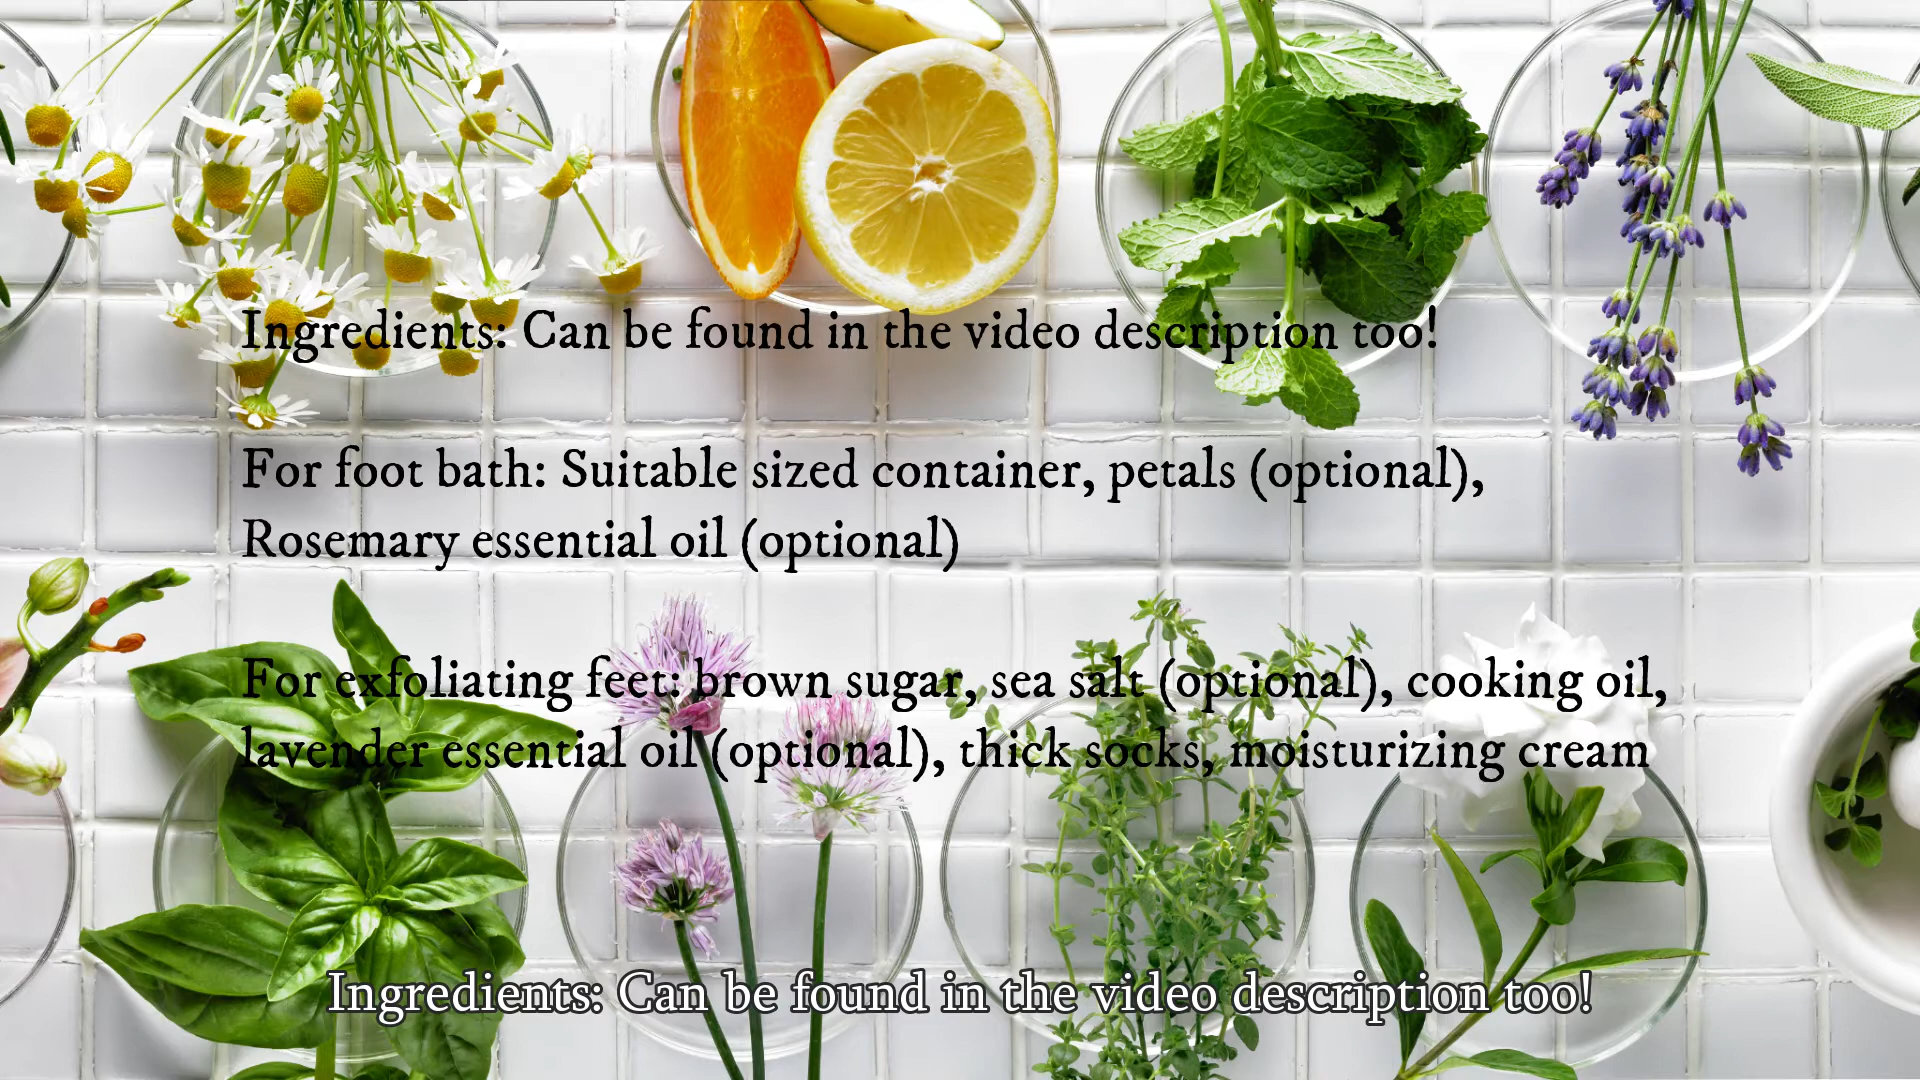 Ingredients: Can be found in the video description too!
For foot bath: Suitable sized container, petals (optional),
Rosemary essential oil (optional)
For exfoliating feet: brown sugar, sea salt (optional), cooking oil,
lavender essential oil (optional), thick socks, moisturizing cream
Ingredients: Can be found in the video description too!